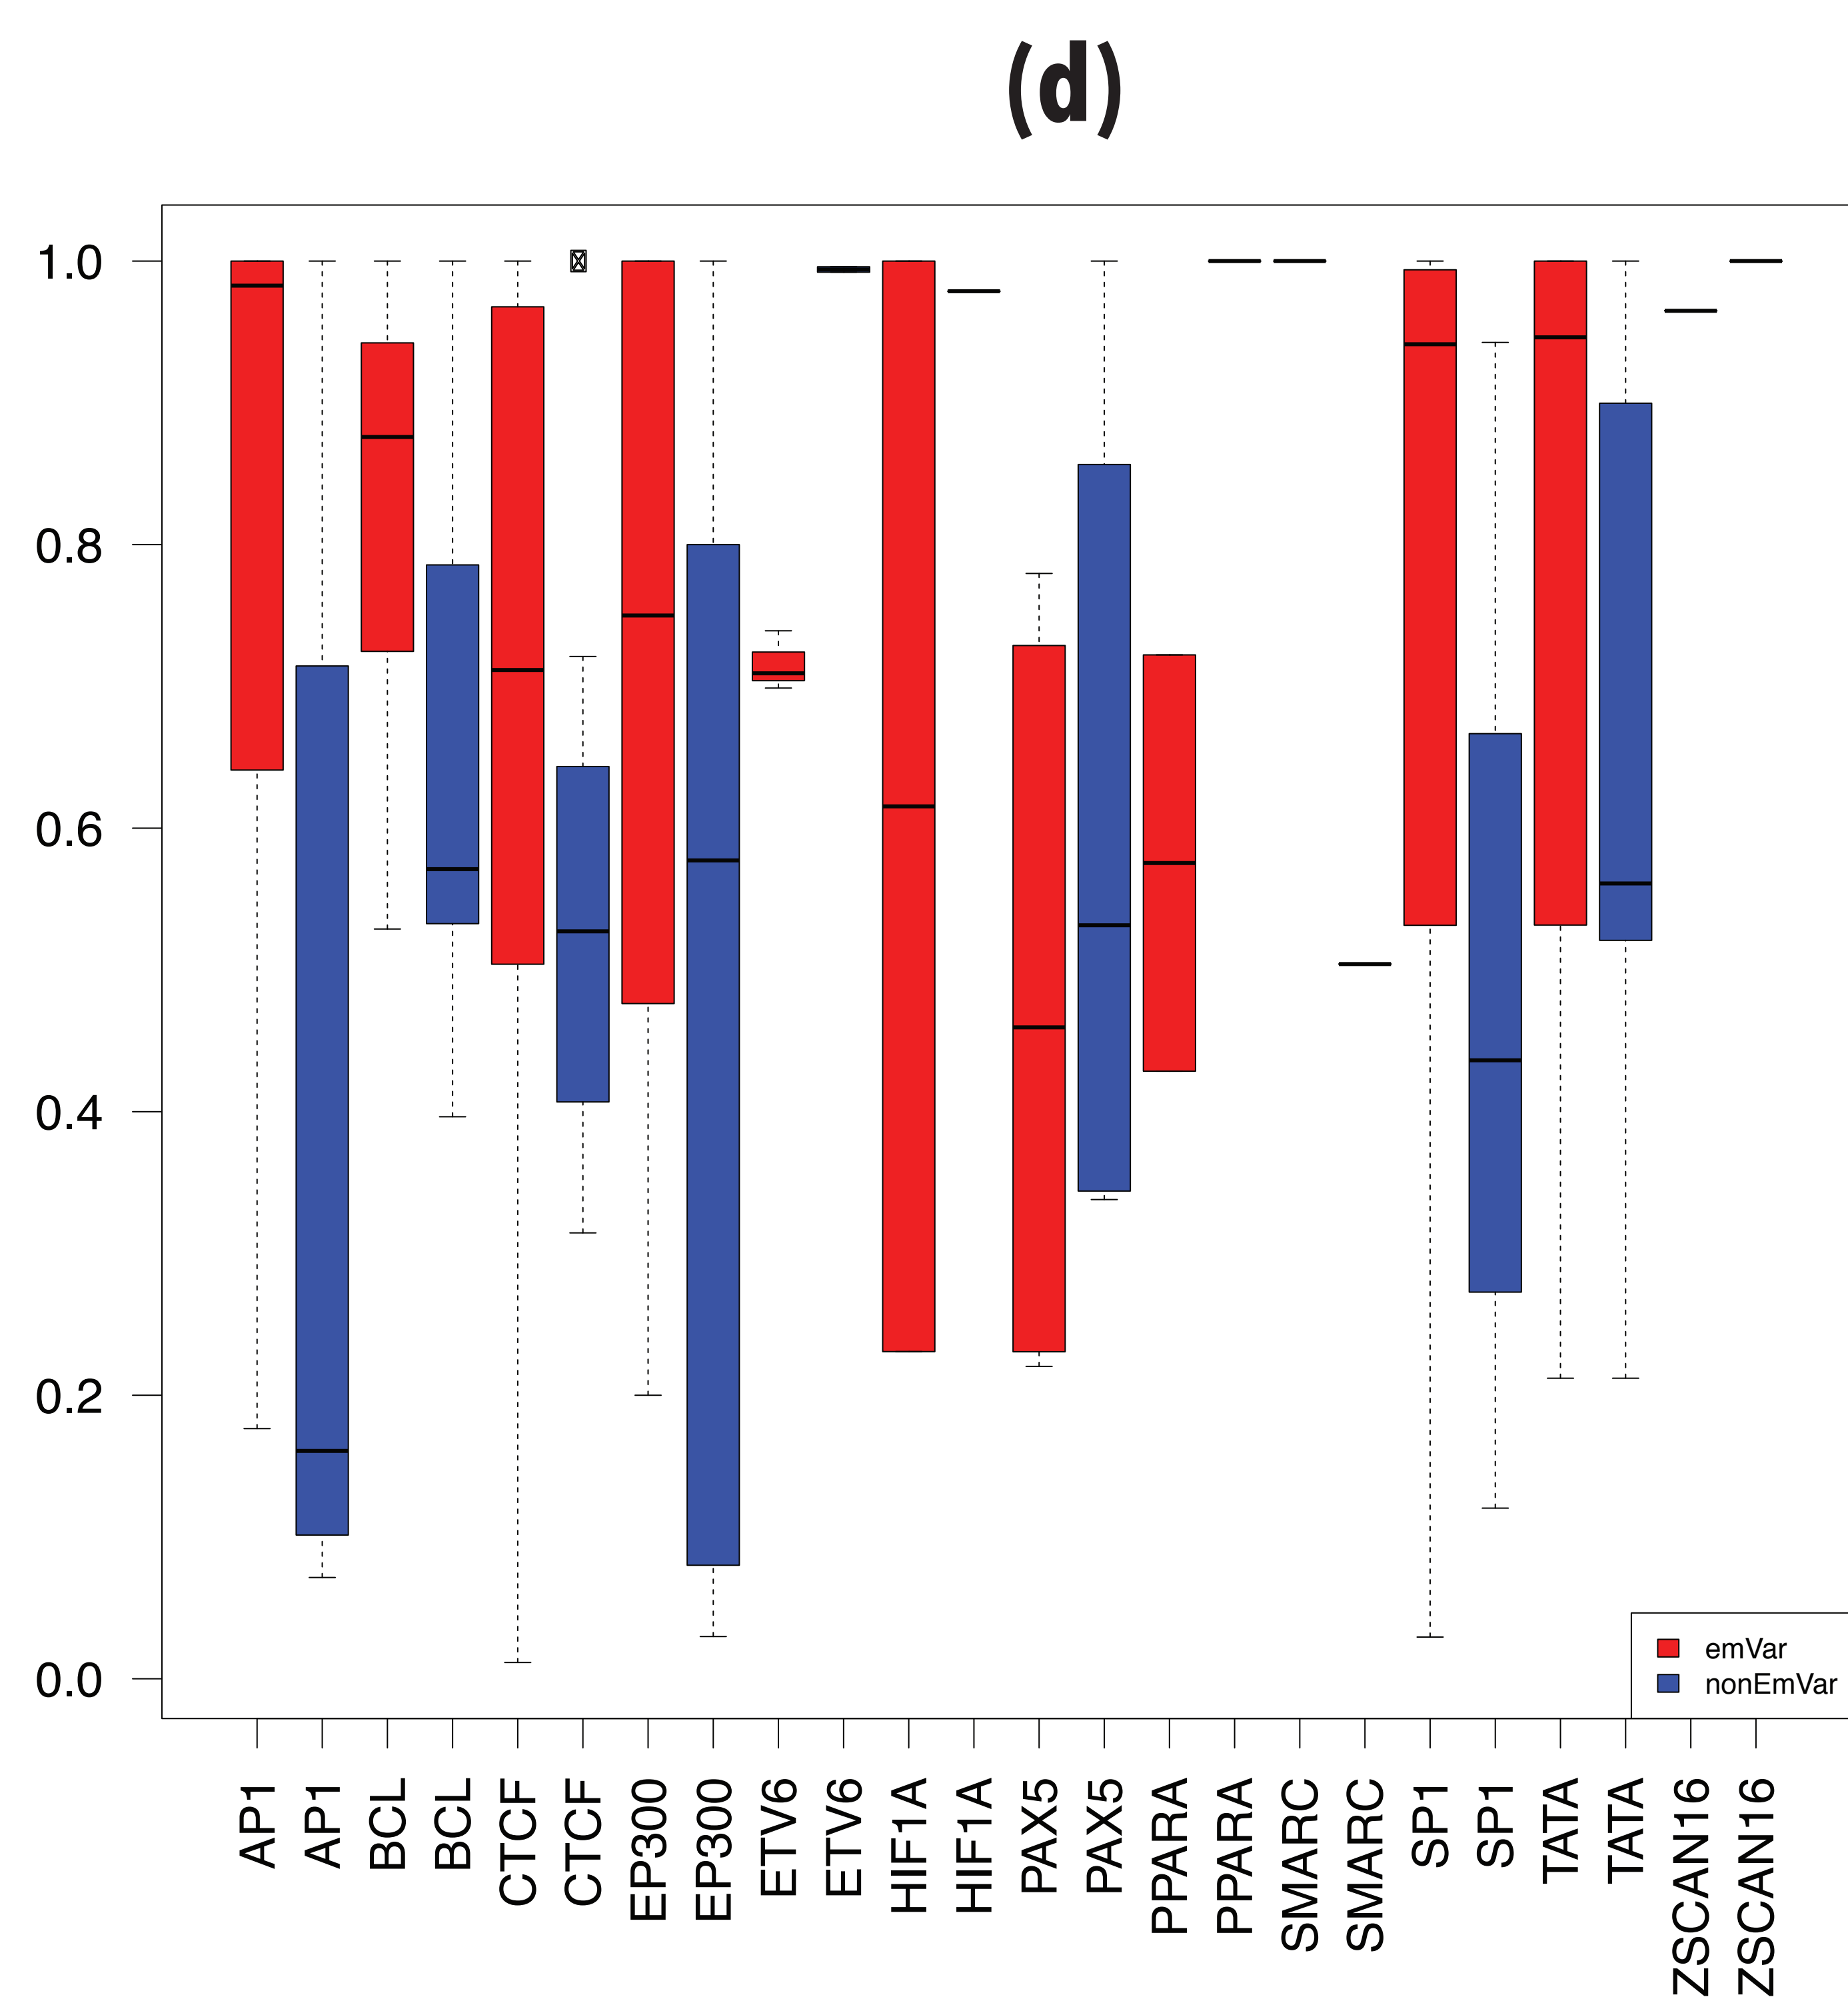 (d)
1.0
0.8
0.6
0.4
0.2
0.0
emVar
nonEmVar
AP1
AP1
BCL
BCL
CTCF
CTCF
EP300
EP300
ETV6
ETV6
HIF1A
HIF1A
PAX5
PAX5
PPARA
PPARA
SMARC
SMARC
SP1
SP1
TATA
TATA
ZSCAN16
ZSCAN16